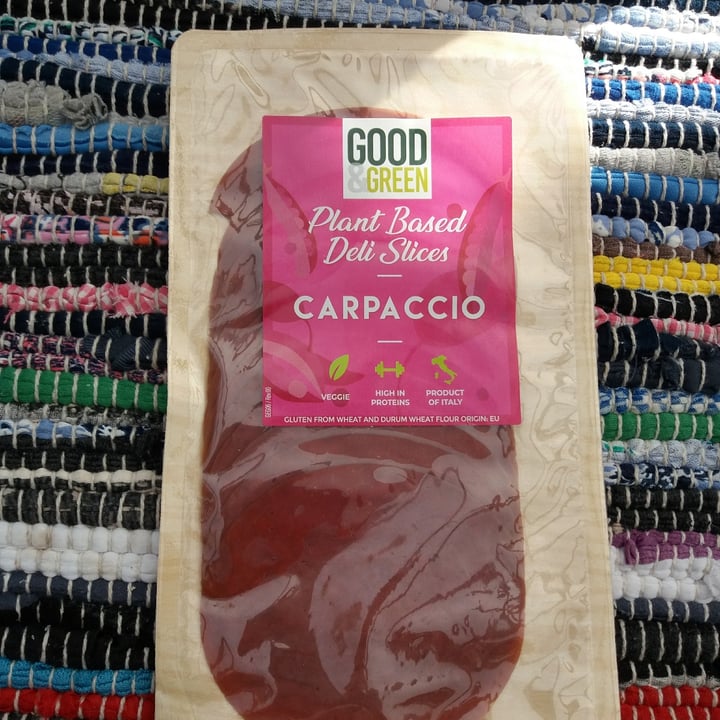 GOOD
&GREEN
Plant Based
Deli Slices
CARPACCIO
VEGGIE
HIGH IN
PROTEINS
PRODUCT
OF ITALY
GLUTEN FROM WHEAT AND DURUM WHEAT FLOUR ORIGIN: EU